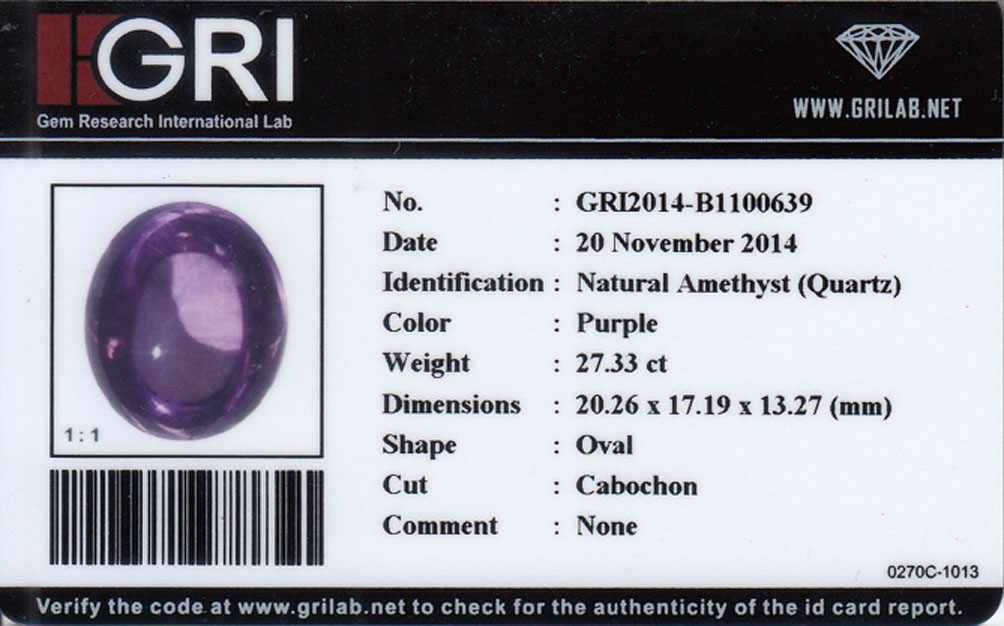 GRI
Gem Research International Lab
WWW.GRILAB.NET
No. : GRI2014-B1100639
Date : 20 November 2014
Identification : Natural Amethyst (Quartz)
Color : Purple
Weight : 27.33 ct
Dimensions : 20.26 x 17.19 x 13.27 (mm)
Shape : Oval
Cut : Cabochon
Comment : None
1:1
0270C-1013
Verify the code at www.grilab.net to check for the authenticity of the id card report.